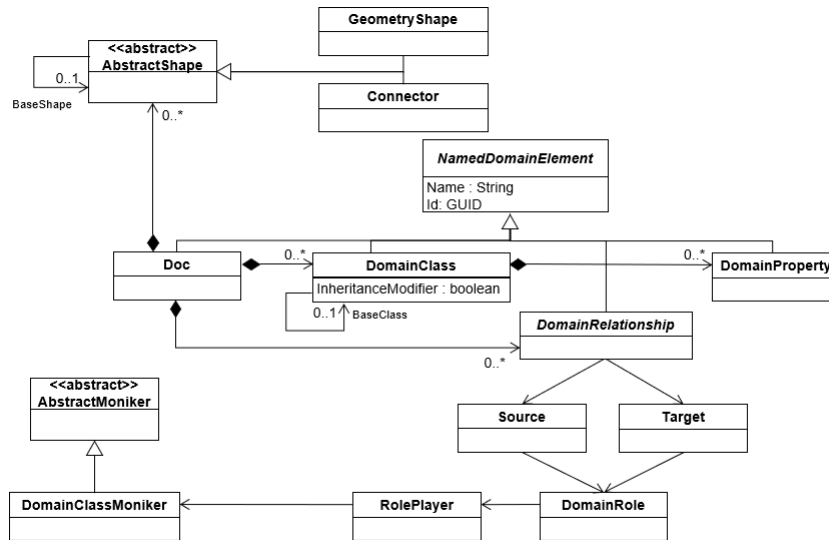 GeometryShape
<<abstract>>
AbstractShape
0..1
BaseShape
Connector
0..*
NamedDomainElement
Name : String
Id: GUID
Doc
0..*
DomainClass
0..*
DomainProperty
InheritanceModifier : boolean
0..1
BaseClass
DomainRelationship
0..*
<<abstract>>
AbstractMoniker
Source
Target
DomainClassMoniker
RolePlayer
DomainRole